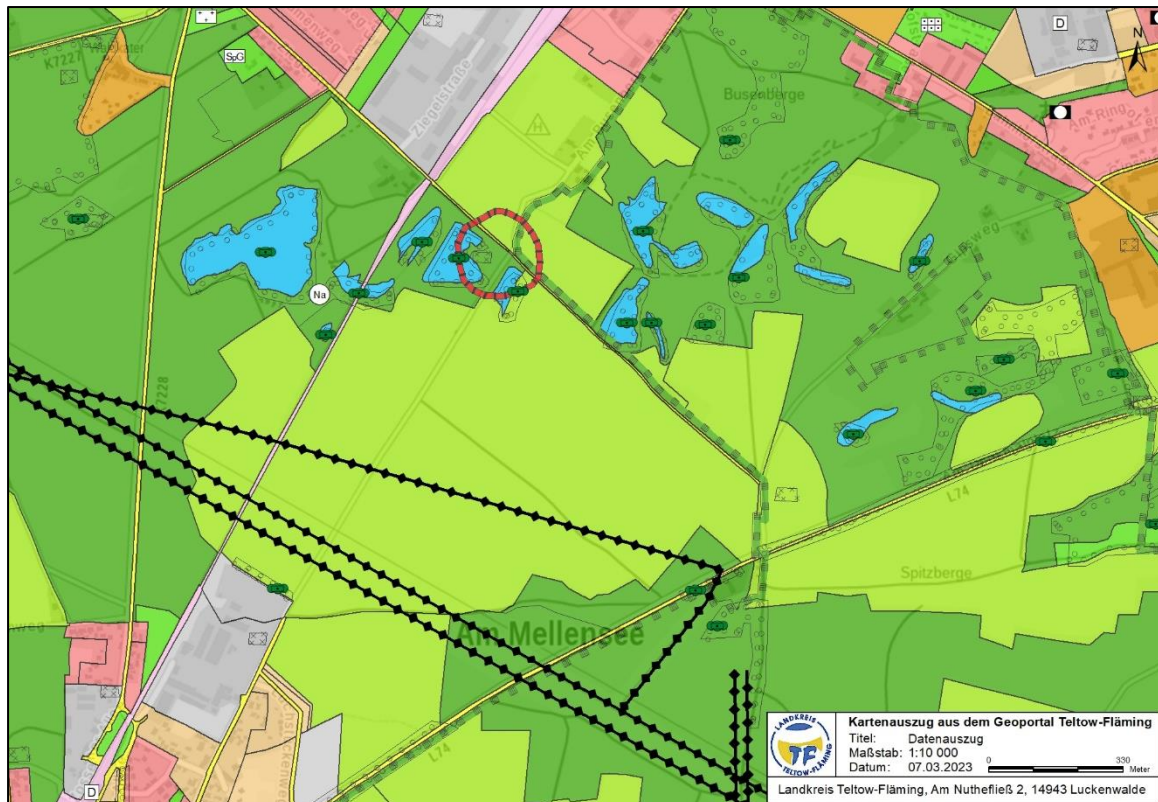 K7227
SpG
D
N
Ziegelstraße
Busenberge
H
Am Ring
Na
L74
Spitzberge
Am Mellensee
L74
D
LANDKREIS
TF
TELTOW-FLÄMING
Kartenauszug aus dem Geoportal Teltow-Fläming
Titel: Datenauszug
Maßstab: 1:10 000
Datum: 07.03.2023
0 330
Meter
Landkreis Teltow-Fläming, Am Nuthefließ 2, 14943 Luckenwalde